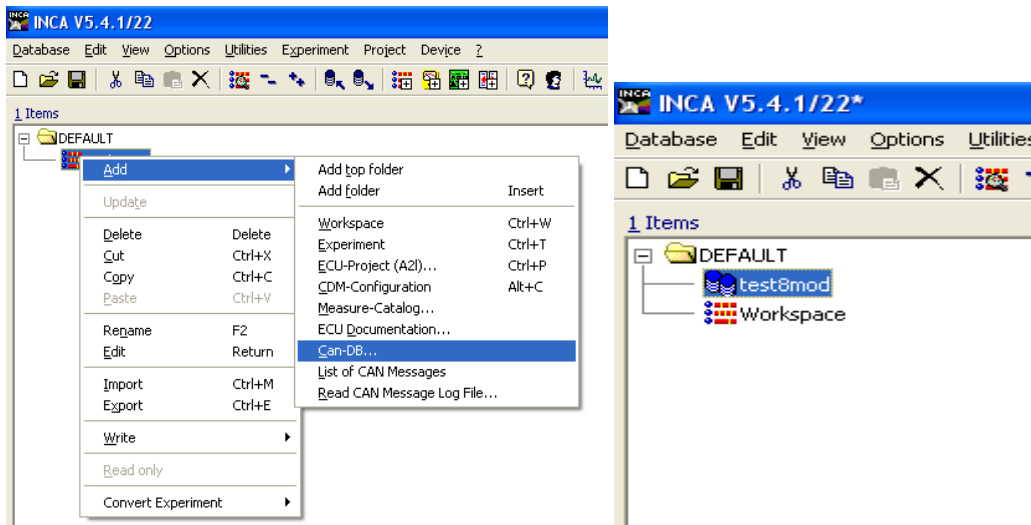 INCA V5.4.1/22
Database Edit View Options Utilities Experiment Project Device ?
1 Items
DEFAULT
Add
Update
Delete Delete
Cut Ctrl+X
Copy Ctrl+C
Paste Ctrl+V
Rename F2
Edit Return
Import Ctrl+M
Export Ctrl+E
Write
Read only
Convert Experiment
Add top folder
Add folder Insert
Workspace Ctrl+W
Experiment Ctrl+T
ECU-Project (A2l)... Ctrl+P
CDM-Configuration Alt+C
Measure-Catalog...
ECU Documentation...
Can-DB...
List of CAN Messages
Read CAN Message Log File...
INCA V5.4.1/22*
Database Edit View Options Utilities
1 Items
DEFAULT
test8mod
Workspace